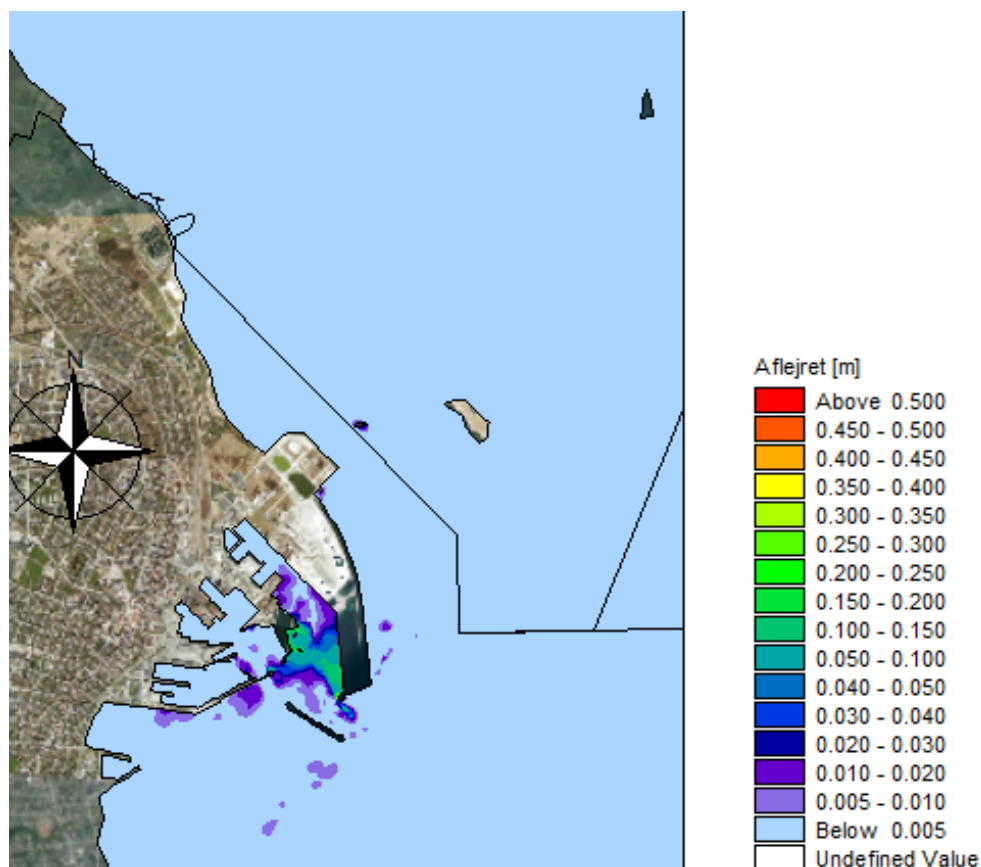 N
Aflejret [m]
Above 0.500
0.450 - 0.500
0.400 - 0.450
0.350 - 0.400
0.300 - 0.350
0.250 - 0.300
0.200 - 0.250
0.150 - 0.200
0.100 - 0.150
0.050 - 0.100
0.040 - 0.050
0.030 - 0.040
0.020 - 0.030
0.010 - 0.020
0.005 - 0.010
Below 0.005
Undefined Value